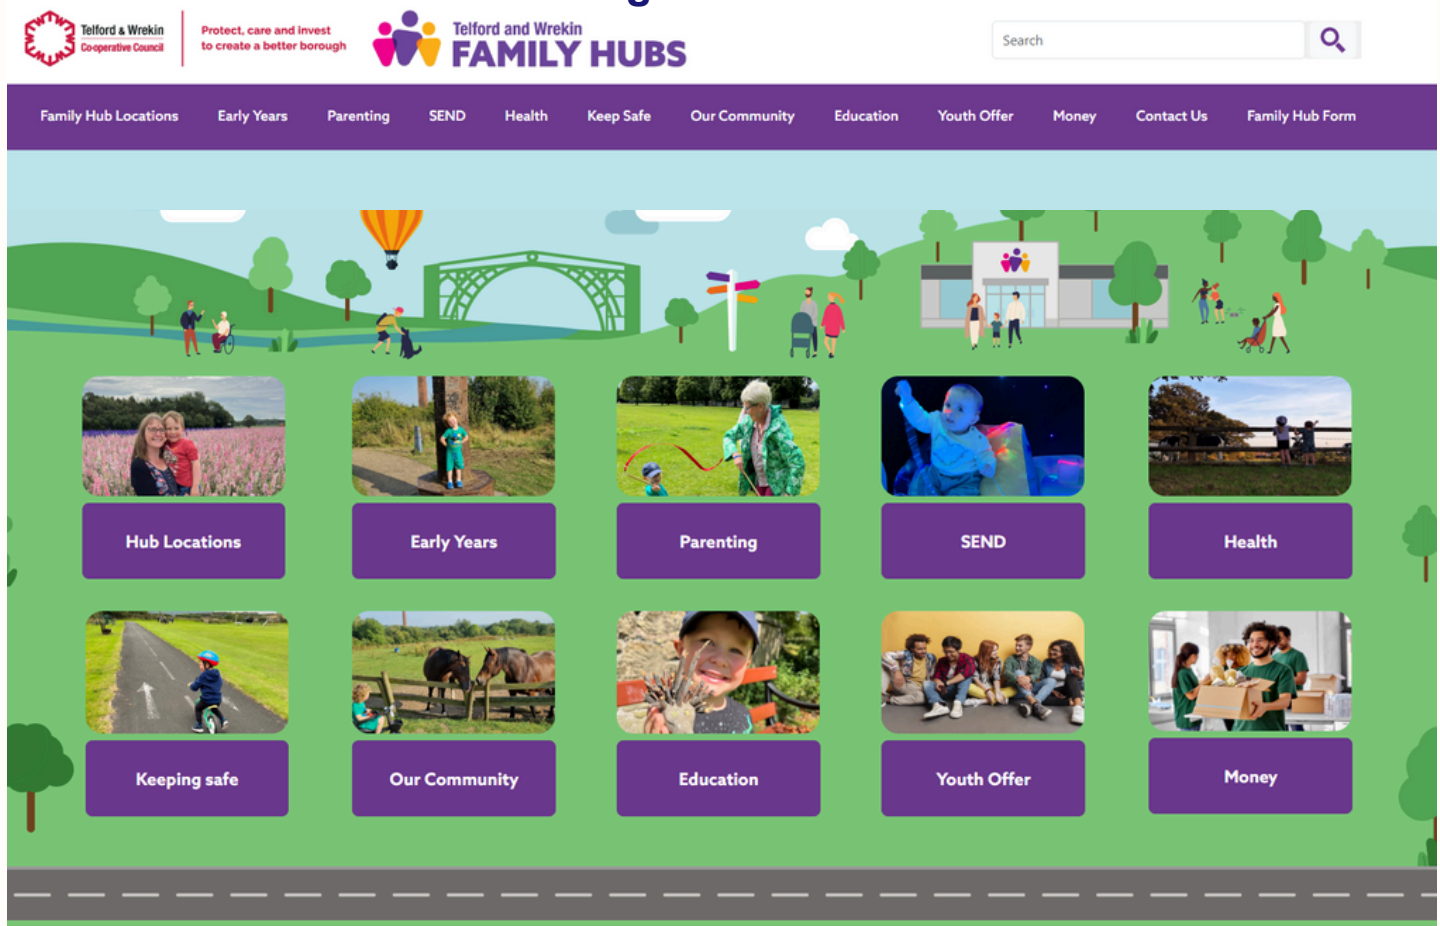 Telford & Wrekin
Co-operative Council
Protect, care and invest
to create a better borough
Telford and Wrekin
FAMILY HUBS
Search
Family Hub Locations
Early Years
Parenting
SEND
Health
Keep Safe
Our Community
Education
Youth Offer
Money
Contact Us
Family Hub Form
Hub Locations
Early Years
Parenting
SEND
Health
Keeping safe
Our Community
Education
Youth Offer
Money